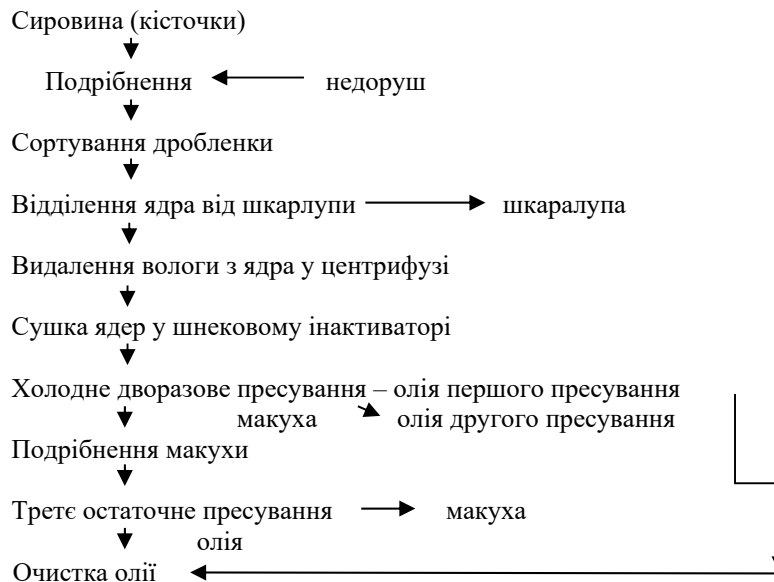 Сировина (кісточки)
Подрібнення недоруш
Сортування дробленки
Відділення ядра від шкарлупи шкаралупа
Видалення вологи з ядра у центрифузі
Сушка ядер у шнековому інактиваторі
Холодне дворазове пресування – олія першого пресування
макуха олія другого пресування
Подрібнення макухи
Третє остаточне пресування макуха
олія
Очистка олії